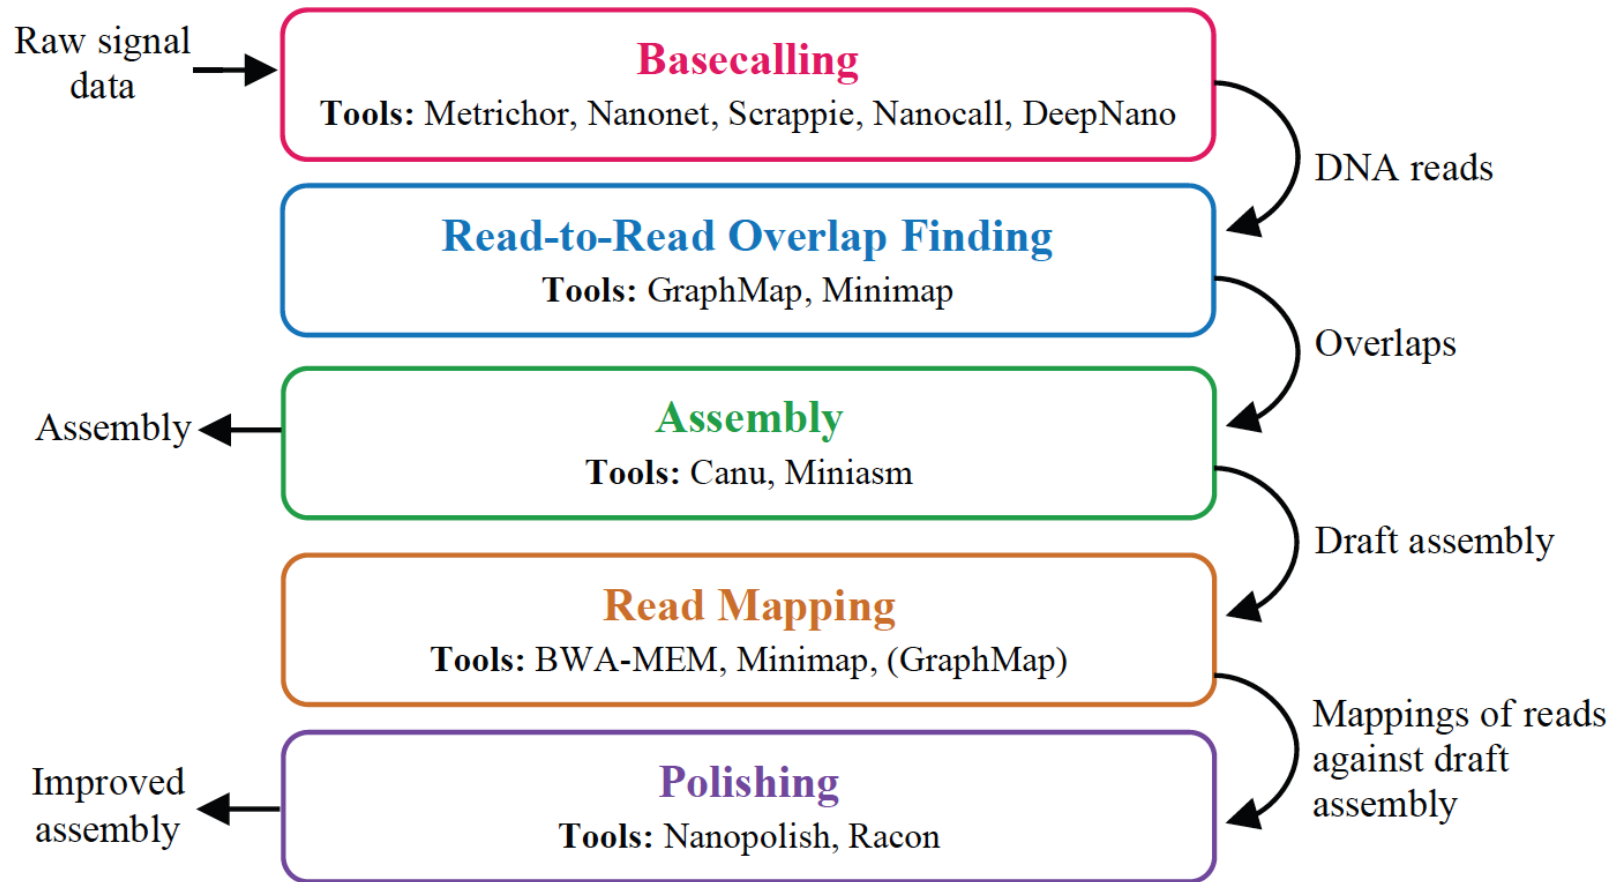 Raw signal
data
Basecalling
Tools: Metrichor, Nanonet, Scrappie, Nanocall, DeepNano
DNA reads
Read-to-Read Overlap Finding
Tools: GraphMap, Minimap
Overlaps
Assembly
Assembly
Tools: Canu, Miniasm
Draft assembly
Read Mapping
Tools: BWA-MEM, Minimap, (GraphMap)
Mappings of reads
against draft
assembly
Improved
assembly
Polishing
Tools: Nanopolish, Racon